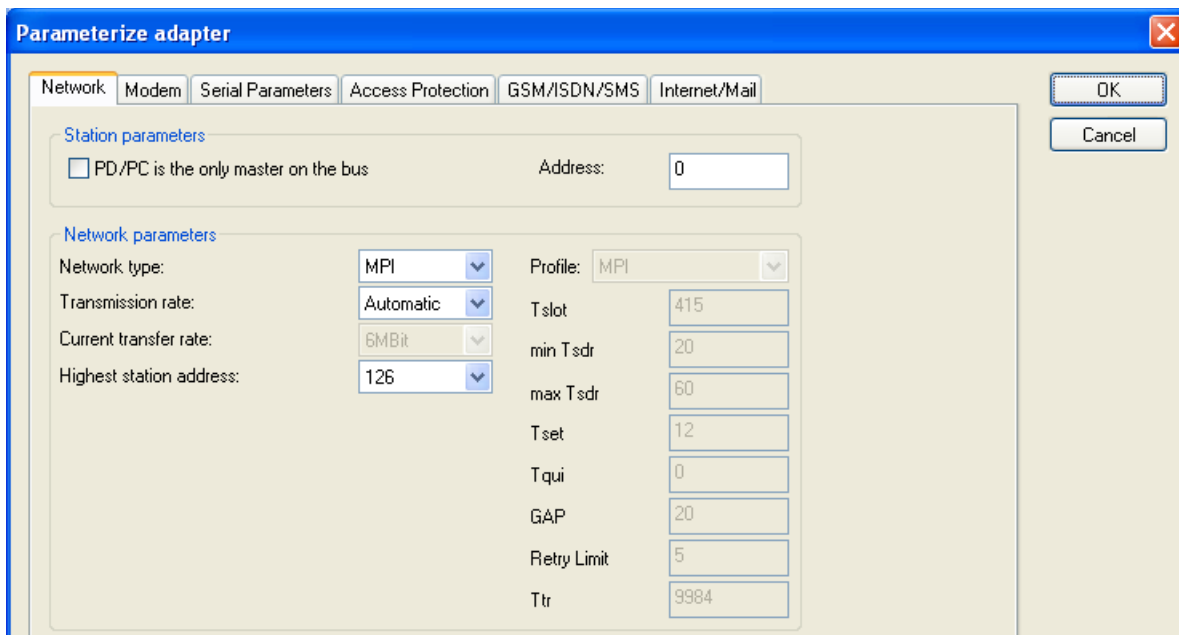 Parameterize adapter
Network Modem Serial Parameters Access Protection GSM/ISDN/SMS Internet/Mail
OK
Cancel
Station parameters
PD/PC is the only master on the bus Address: 0
Network parameters
Network type: MPI
Transmission rate: Automatic
Current transfer rate: 6MBit
Highest station address: 126
Profile: MPI
Tslot 415
min Tsdr 20
max Tsdr 60
Tset 12
Tqui 0
GAP 20
Retry Limit 5
Ttr 9984